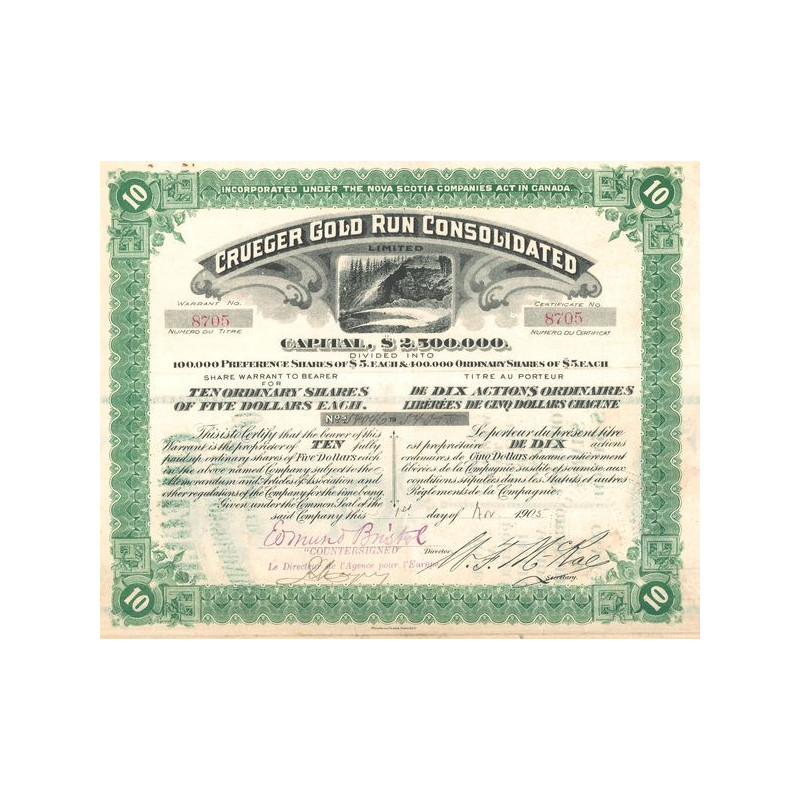 10
INCORPORATED UNDER THE NOVA SCOTIA COMPANIES ACT IN CANADA.
10
CRUEGER GOLD RUN CONSOLIDATED
LIMITED
WARRANT No.
8705
NUMERO DU TITRE
CERTIFICATE No
8705
NUMERO DU CERTIFICAT
CAPITAL, $ 2.500.000.
DIVIDED INTO
100.000 PREFERENCE SHARES OF $5. EACH & 400.000 ORDINARY SHARES OF $5 EACH
SHARE WARRANT TO BEARER
FOR
TEN ORDINARY SHARES
OF FIVE DOLLARS EACH.
TITRE AU PORTEUR
DE DIX ACTIONS ORDINAIRES
LIBÉRÉES DE CINQ DOLLARS CHACUNE
Nos
This is to Certify that the bearer of this
Warrant is the proprietor of TEN fully
paid up ordinary shares of Five Dollars each
in the above named Company subject to the
Memorandum and Articles of Association and
other regulations of the Company for the time being.
Given under the Common Seal of the
said Company this 1st day of Nov 1905
Le porteur du présent titre
est propriétaire DE DIX actions
ordinaires de Cinq Dollars chacune entièrement
libérées de la Compagnie susdite et soumise aux
conditions stipulées dans les Statuts et autres
Règlements de la Compagnie.
Edmund Bristol
Director.
"COUNTERSIGNED"
Le Directeur de l'Agence pour l'Europe
W. F. McRae
Secretary.
10
10